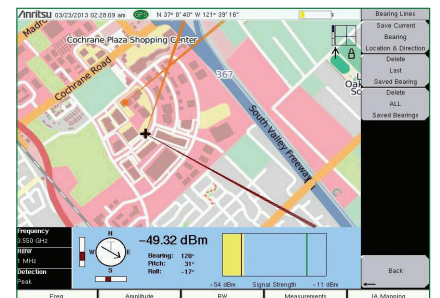 Anritsu 03/23/2013 02:28:09 am GPS N 37° 8' 40" W 121° 39' 16"
Bearing Lines
Save Current
Bearing
Location & Direction
Delete
Last
Saved Bearing
Delete
ALL
Saved Bearings
Back
Cochrane Plaza Shopping Center
Cochrane Road
367
South Valley Freeway
Frequency
3.550 GHz
RBW
1 MHz
Detection
Peak
N
W E
S
-49.32 dBm
Bearing: 120°
Pitch: 31°
Roll: -17°
-54 dBm Signal Strength -11 dBm
Freq Amplitude BW Measurements IA Mapping